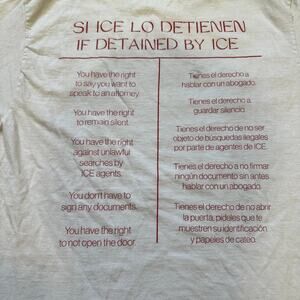 SI ICE LO DETIENEN
IF DETAINED BY ICE
You have the right
to say you want to
speak to an attorney.
You have the right
to remain silent.
You have the right
against unlawful
searches by
ICE agents.
You don't have to
sign any documents.
You have the right
to not open the door.
Tienes el derecho a
hablar con un abogado.
Tienes el derecho a
guardar silencio.
Tienes el derecho de no ser
objeto de búsquedas ilegales
por parte de agentes de ICE.
Tienes el derecho a no firmar
ningún documento sin antes
hablar con un abogado.
Tienes el derecho de no abrir
la puerta, pideles que te
muestren su identificación
y papeles de cateo.